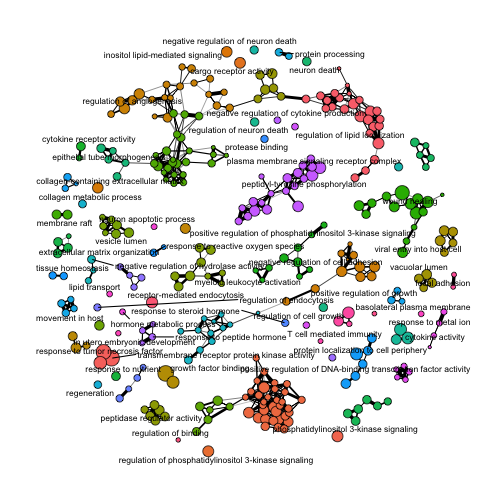 negative regulation of neuron death
inositol lipid-mediated signaling
protein processing
cargo receptor activity
neuron death
regulation of angiogenesis
negative regulation of cytokine production
regulation of neuron death
regulation of lipid localization
cytokine receptor activity
protease binding
epithelial tube morphogenesis
plasma membrane signaling receptor complex
collagen-containing extracellular matrix
peptidyl-tyrosine phosphorylation
collagen metabolic process
wound healing
membrane raft
neuron apoptotic process
positive regulation of phosphatidylinositol 3-kinase signaling
vesicle lumen
response to reactive oxygen species
viral entry into host cell
extracellular matrix organization
tissue homeostasis
negative regulation of hydrolase activity
negative regulation of cell adhesion
vacuolar lumen
myeloid leukocyte activation
focal adhesion
lipid transport
receptor-mediated endocytosis
positive regulation of growth
regulation of endocytosis
movement in host
response to steroid hormone
basolateral plasma membrane
regulation of cell growth
hormone metabolic process
response to metal ion
in utero embryonic development
response to peptide hormone
T cell mediated immunity
cytokine activity
response to tumor necrosis factor
transmembrane receptor protein kinase activity
protein localization to cell periphery
response to nutrient
growth factor binding
positive regulation of DNA-binding transcription factor activity
regeneration
peptidase regulator activity
regulation of binding
phosphatidylinositol 3-kinase signaling
regulation of phosphatidylinositol 3-kinase signaling